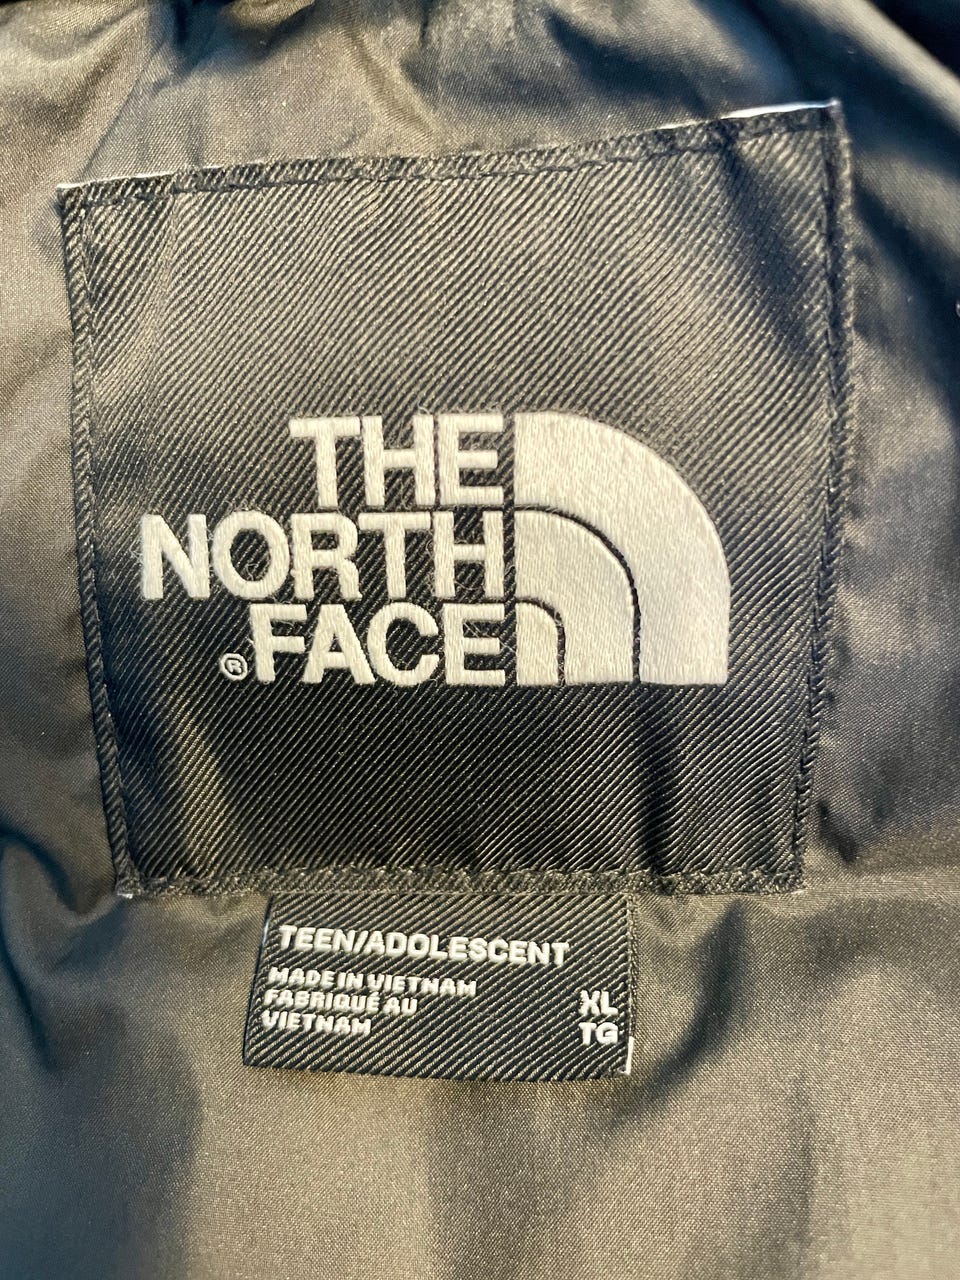 THE
NORTH
® FACE
TEEN/ADOLESCENT
MADE IN VIETNAM
FABRIQUÉ AU
VIETNAM
XL
TG